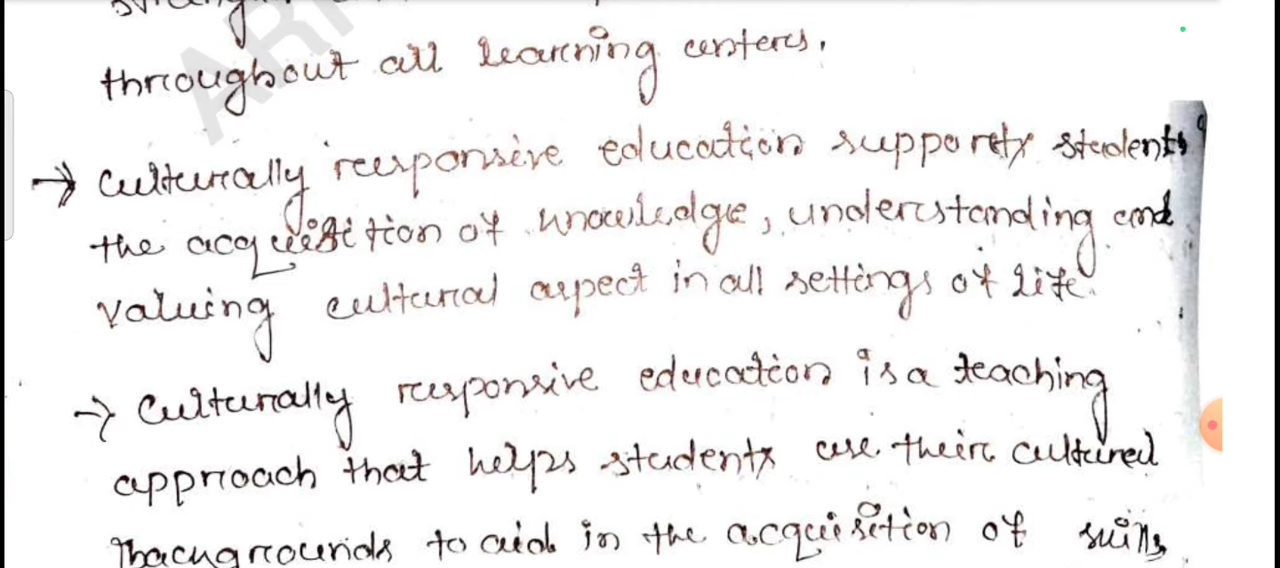 throughout all learning centers.
→ Culturally responsive education supports students
the acquisition of knowledge, understanding and
valuing cultural aspect in all settings of life.
→ Culturally responsive education is a teaching
approach that helps students use their cultural
backgrounds to aid in the acquisition of skills